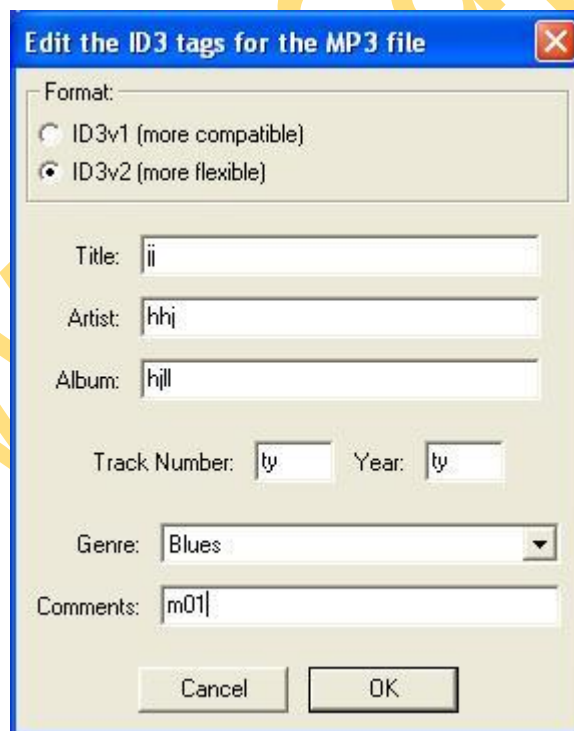 Edit the ID3 tags for the MP3 file
Format:
ID3v1 (more compatible)
ID3v2 (more flexible)
Title: jj
Artist: hhj
Album: hjll
Track Number: ty Year: ty
Genre: Blues
Comments: m01
Cancel OK